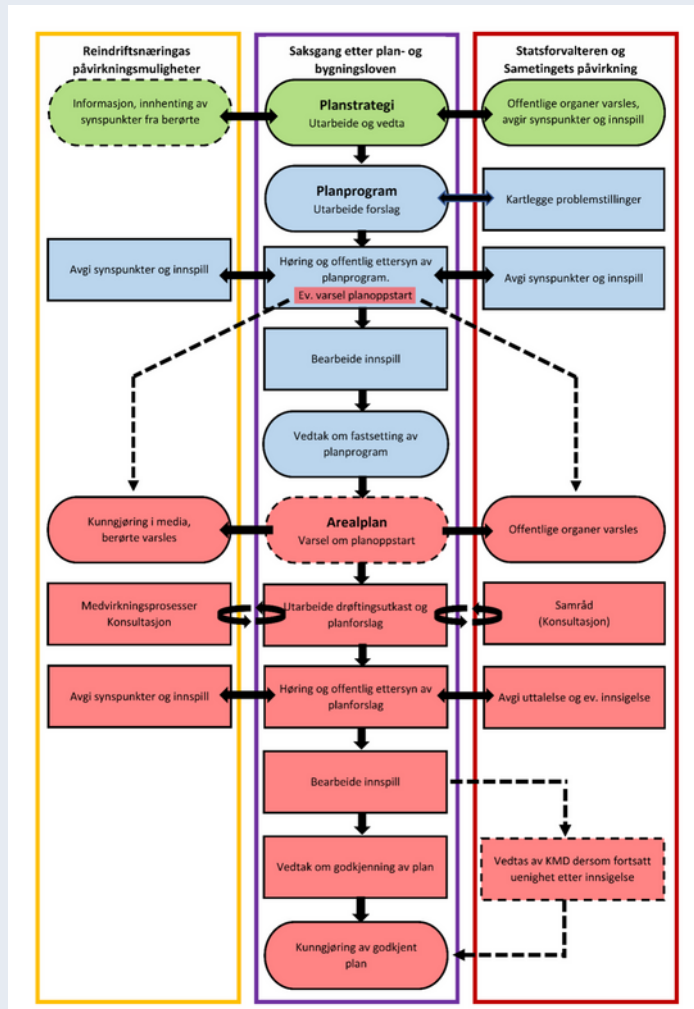 Reindriftsnæringas
påvirkningsmuligheter
Saksgang etter plan- og
bygningsloven
Statsforvalteren og
Sametingets påvirkning
Informasjon, innhenting av
synspunkter fra berørte
Planstrategi
Utarbeide og vedta
Offentlige organer varsles,
avgir synspunkter og innspill
Planprogram
Utarbeide forslag
Kartlegge problemstillinger
Avgi synspunkter og innspill
Høring og offentlig ettersyn av
planprogram.
Ev. varsel planoppstart
Avgi synspunkter og innspill
Bearbeide innspill
Vedtak om fastsetting av
planprogram
Kunngjøring i media,
berørte varsles
Arealplan
Varsel om planoppstart
Offentlige organer varsles
Medvirkningsprosesser
Konsultasjon
Utarbeide drøftingsutkast og
planforslag
Samråd
(Konsultasjon)
Avgi synspunkter og innspill
Høring og offentlig ettersyn av
planforslag
Avgi uttalelse og ev. innsigelse
Bearbeide innspill
Vedtak om godkjenning av plan
Vedtas av KMD dersom fortsatt
uenighet etter innsigelse
Kunngjøring av godkjent
plan